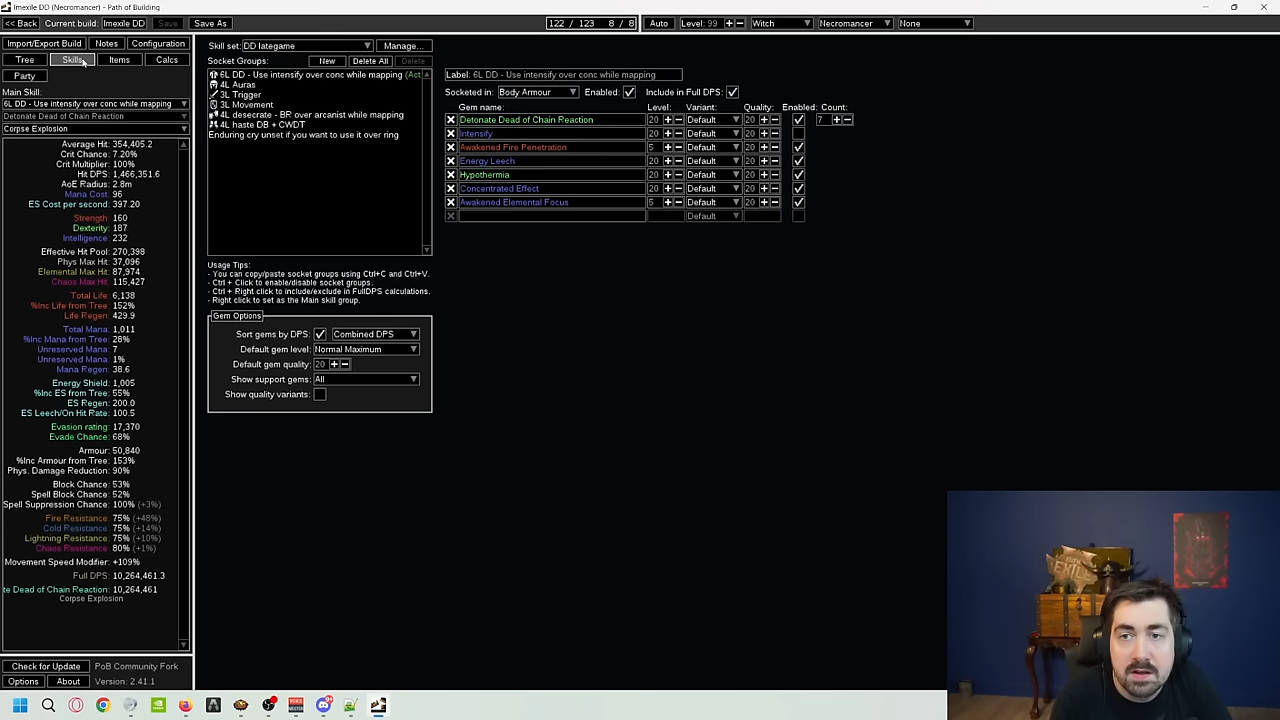 Imexile DD (Necromancer) - Path of Building
<< Back Current build: Imexile DD Save Save As 122 / 123 8 / 8 Auto Level: 99 Witch Necromancer None
Import/Export Build Notes Configuration
Tree Skills Items Calcs
Party
Main Skill:
6L DD - Use intensify over conc while mapping
Detonate Dead of Chain Reaction
Corpse Explosion
Average Hit: 354,405.2
Crit Chance: 7.20%
Crit Multiplier: 100%
Hit DPS: 1,466,351.6
AoE Radius: 2.8m
Mana Cost: 96
ES Cost per second: 397.20
Strength: 160
Dexterity: 187
Intelligence: 232
Effective Hit Pool: 270,398
Phys Max Hit: 37,096
Elemental Max Hit: 87,974
Chaos Max Hit: 115,427
Total Life: 6,138
%Inc Life from Tree: 152%
Life Regen: 429.9
Total Mana: 1,011
%Inc Mana from Tree: 28%
Unreserved Mana: 7
Unreserved Mana: 1%
Mana Regen: 38.6
Energy Shield: 1,005
%Inc ES from Tree: 55%
ES Regen: 200.0
ES Leech/On Hit Rate: 100.5
Evasion rating: 17,370
Evade Chance: 68%
Armour: 50,840
%Inc Armour from Tree: 153%
Phys. Damage Reduction: 90%
Block Chance: 53%
Spell Block Chance: 52%
Spell Suppression Chance: 100% (+3%)
Fire Resistance: 75% (+48%)
Cold Resistance: 75% (+14%)
Lightning Resistance: 75% (+10%)
Chaos Resistance: 80% (+1%)
Movement Speed Modifier: +109%
Full DPS: 10,264,461.3
te Dead of Chain Reaction: 10,264,461
Corpse Explosion
Check for Update PoB Community Fork
Options About Version: 2.41.1
Skill set: DD lategame Manage...
Socket Groups: New Delete All Delete
6L DD - Use intensify over conc while mapping (Act
4L Auras
3L Trigger
3L Movement
4L desecrate - BR over arcanist while mapping
4L haste DB + CWDT
Enduring cry unset if you want to use it over ring
Usage Tips:
- You can copy/paste socket groups using Ctrl+C and Ctrl+V.
- Ctrl + Click to enable/disable socket groups.
- Ctrl + Right click to include/exclude in FullDPS calculations.
- Right click to set as the Main skill group.
Gem Options
Sort gems by DPS: Combined DPS
Default gem level: Normal Maximum
Default gem quality: 20
Show support gems: All
Show quality variants:
Label: 6L DD - Use intensify over conc while mapping
Socketed in: Body Armour Enabled: Include in Full DPS:
Gem name: Level: Variant: Quality: Enabled: Count:
Detonate Dead of Chain Reaction 20 Default 20 7
Intensify 20 Default 20
Awakened Fire Penetration 5 Default 20
Energy Leech 20 Default 20
Hypothermia 20 Default 20
Concentrated Effect 20 Default 20
Awakened Elemental Focus 5 Default 20
Default